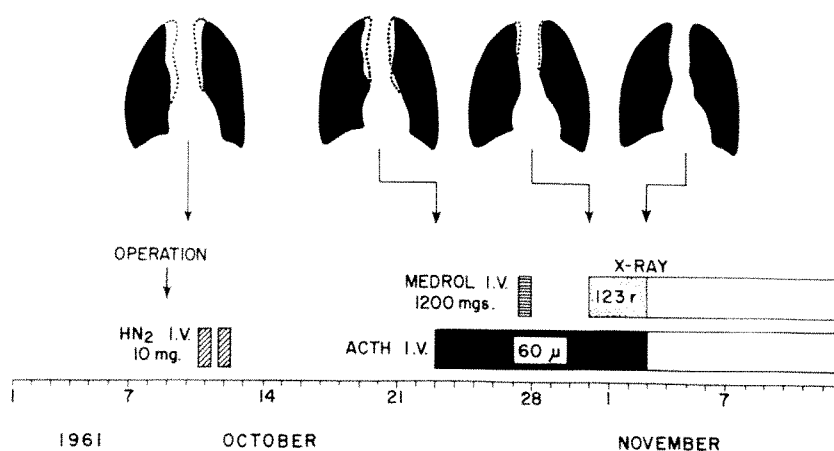 OPERATION
X-RAY
MEDROL I.V.
1200 mgs.
123 r
HN₂ I.V.
10 mg.
ACTH I.V.
60 μ
1 7 14 21 28 1 7
1961 OCTOBER NOVEMBER